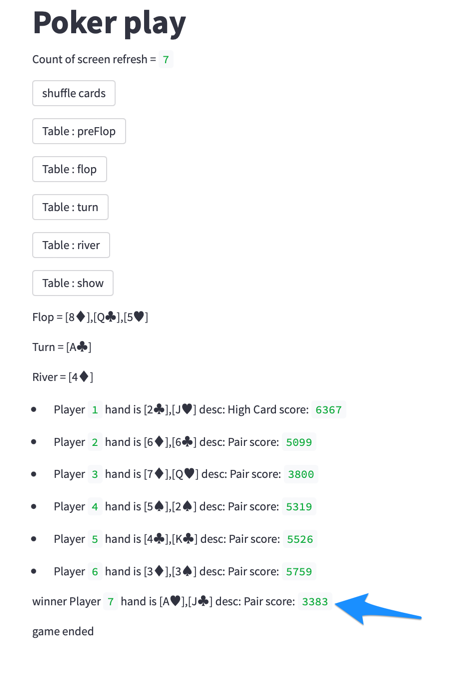 Poker play
Count of screen refresh = 7
shuffle cards
Table : preFlop
Table : flop
Table : turn
Table : river
Table : show
Flop = [8♦],[Q♣],[5♥]
Turn = [A♣]
River = [4♦]
• Player 1 hand is [2♣],[J♥] desc: High Card score: 6367
• Player 2 hand is [6♦],[6♣] desc: Pair score: 5099
• Player 3 hand is [7♦],[Q♥] desc: Pair score: 3800
• Player 4 hand is [5♠],[2♠] desc: Pair score: 5319
• Player 5 hand is [4♣],[K♣] desc: Pair score: 5526
• Player 6 hand is [3♦],[3♠] desc: Pair score: 5759
winner Player 7 hand is [A♥],[J♣] desc: Pair score: 3383
game ended